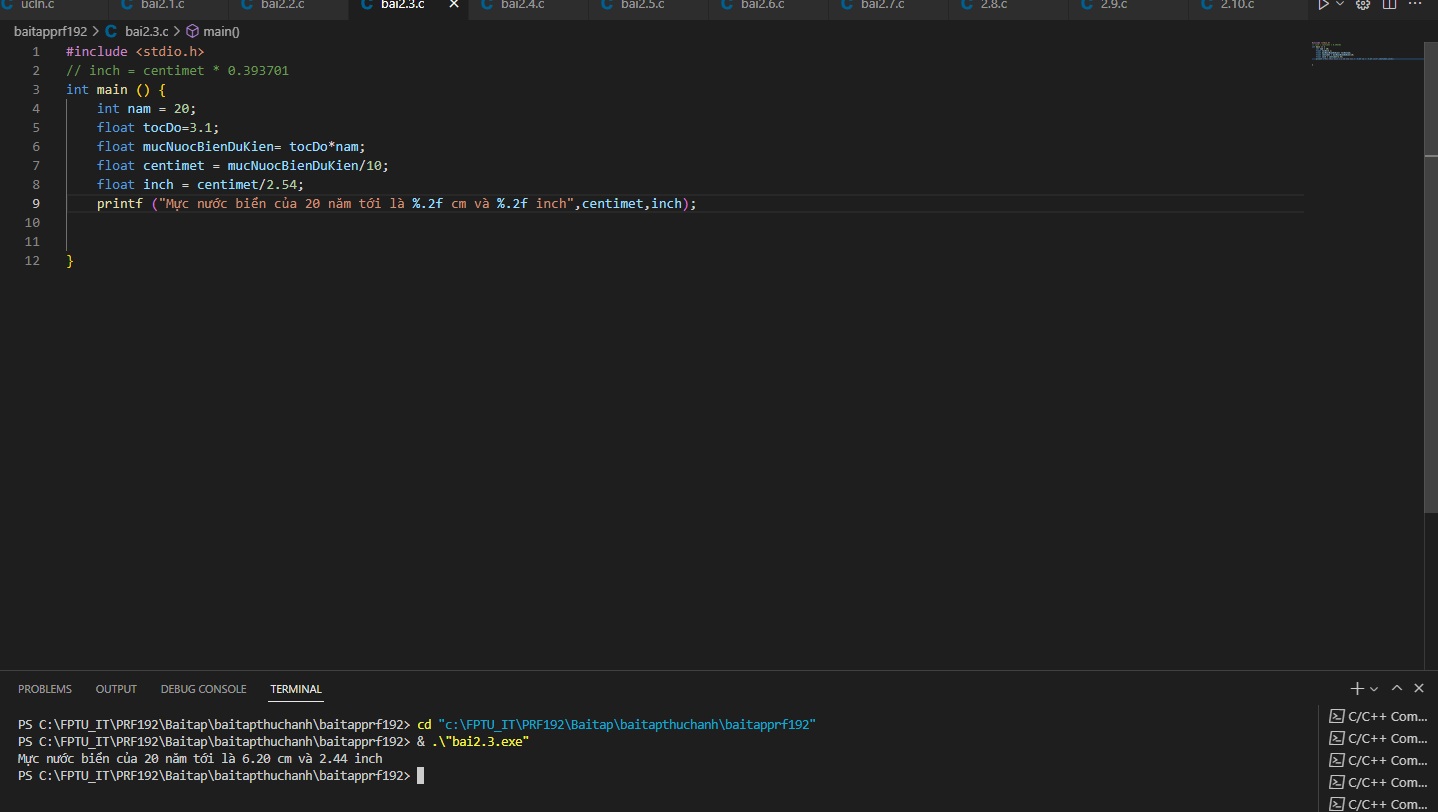 ucln.c bai2.1.c bai2.2.c bai2.3.c bai2.4.c bai2.5.c bai2.6.c bai2.7.c 2.8.c 2.9.c 2.10.c
baitapprf192 > bai2.3.c > main()
1 #include <stdio.h>
2 // inch = centimet * 0.393701
3 int main () {
4 int nam = 20;
5 float tocDo=3.1;
6 float mucNuocBienDuKien= tocDo*nam;
7 float centimet = mucNuocBienDuKien/10;
8 float inch = centimet/2.54;
9 printf ("Mực nước biển của 20 năm tới là %.2f cm và %.2f inch",centimet,inch);
10
11
12 }
PROBLEMS OUTPUT DEBUG CONSOLE TERMINAL
PS C:\FPTU_IT\PRF192\Baitap\baitapthuchanh\baitapprf192> cd "c:\FPTU_IT\PRF192\Baitap\baitapthuchanh\baitapprf192"
PS C:\FPTU_IT\PRF192\Baitap\baitapthuchanh\baitapprf192> & .\"bai2.3.exe"
Mực nước biển của 20 năm tới là 6.20 cm và 2.44 inch
PS C:\FPTU_IT\PRF192\Baitap\baitapthuchanh\baitapprf192>
C/C++ Com...
C/C++ Com...
C/C++ Com...
C/C++ Com...
C/C++ Com...